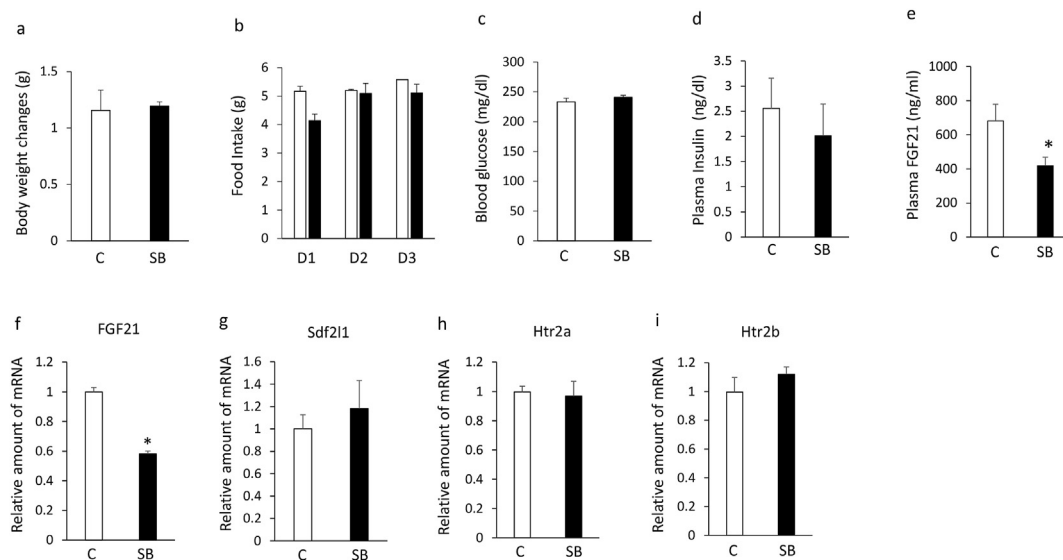 a
Body weight changes (g)
1.5
1
0.5
0
C SB
b
Food Intake (g)
6
5
4
3
2
1
0
D1 D2 D3
c
Blood glucose (mg/dl)
300
250
200
150
100
50
0
C SB
d
Plasma Insulin (ng/dl)
3.5
3
2.5
2
1.5
1
0.5
0
C SB
e
Plasma FGF21 (ng/ml)
1000
800
600
400
200
0
*
C SB
f
FGF21
Relative amount of mRNA
1.2
1
0.8
0.6
0.4
0.2
0
*
C SB
g
Sdf2l1
Relative amount of mRNA
1.6
1.4
1.2
1
0.8
0.6
0.4
0.2
0
C SB
h
Htr2a
Relative amount of mRNA
1.2
1
0.8
0.6
0.4
0.2
0
C SB
i
Htr2b
Relative amount of mRNA
1.2
1
0.8
0.6
0.4
0.2
0
C SB